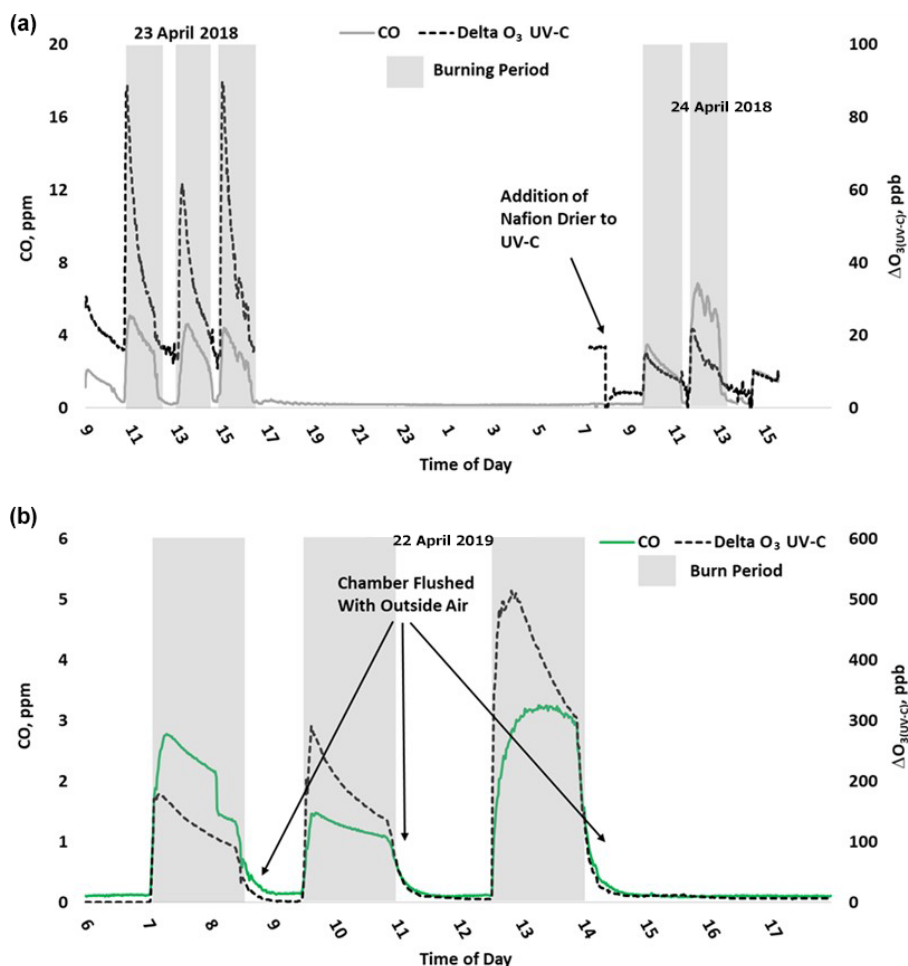 (a)
23 April 2018
CO
Delta O₃ UV-C
Burning Period
24 April 2018
Addition of
Nafion Drier to
UV-C
CO, ppm
20
16
12
8
4
0
ΔO₃(UV-C), ppb
100
80
60
40
20
0
9 11 13 15 17 19 21 23 1 3 5 7 9 11 13 15
Time of Day
(b)
22 April 2019
CO
Delta O₃ UV-C
Burn Period
Chamber Flushed
With Outside Air
CO, ppm
6
5
4
3
2
1
0
ΔO₃(UV-C), ppb
600
500
400
300
200
100
0
6 7 8 9 10 11 12 13 14 15 16 17
Time of Day